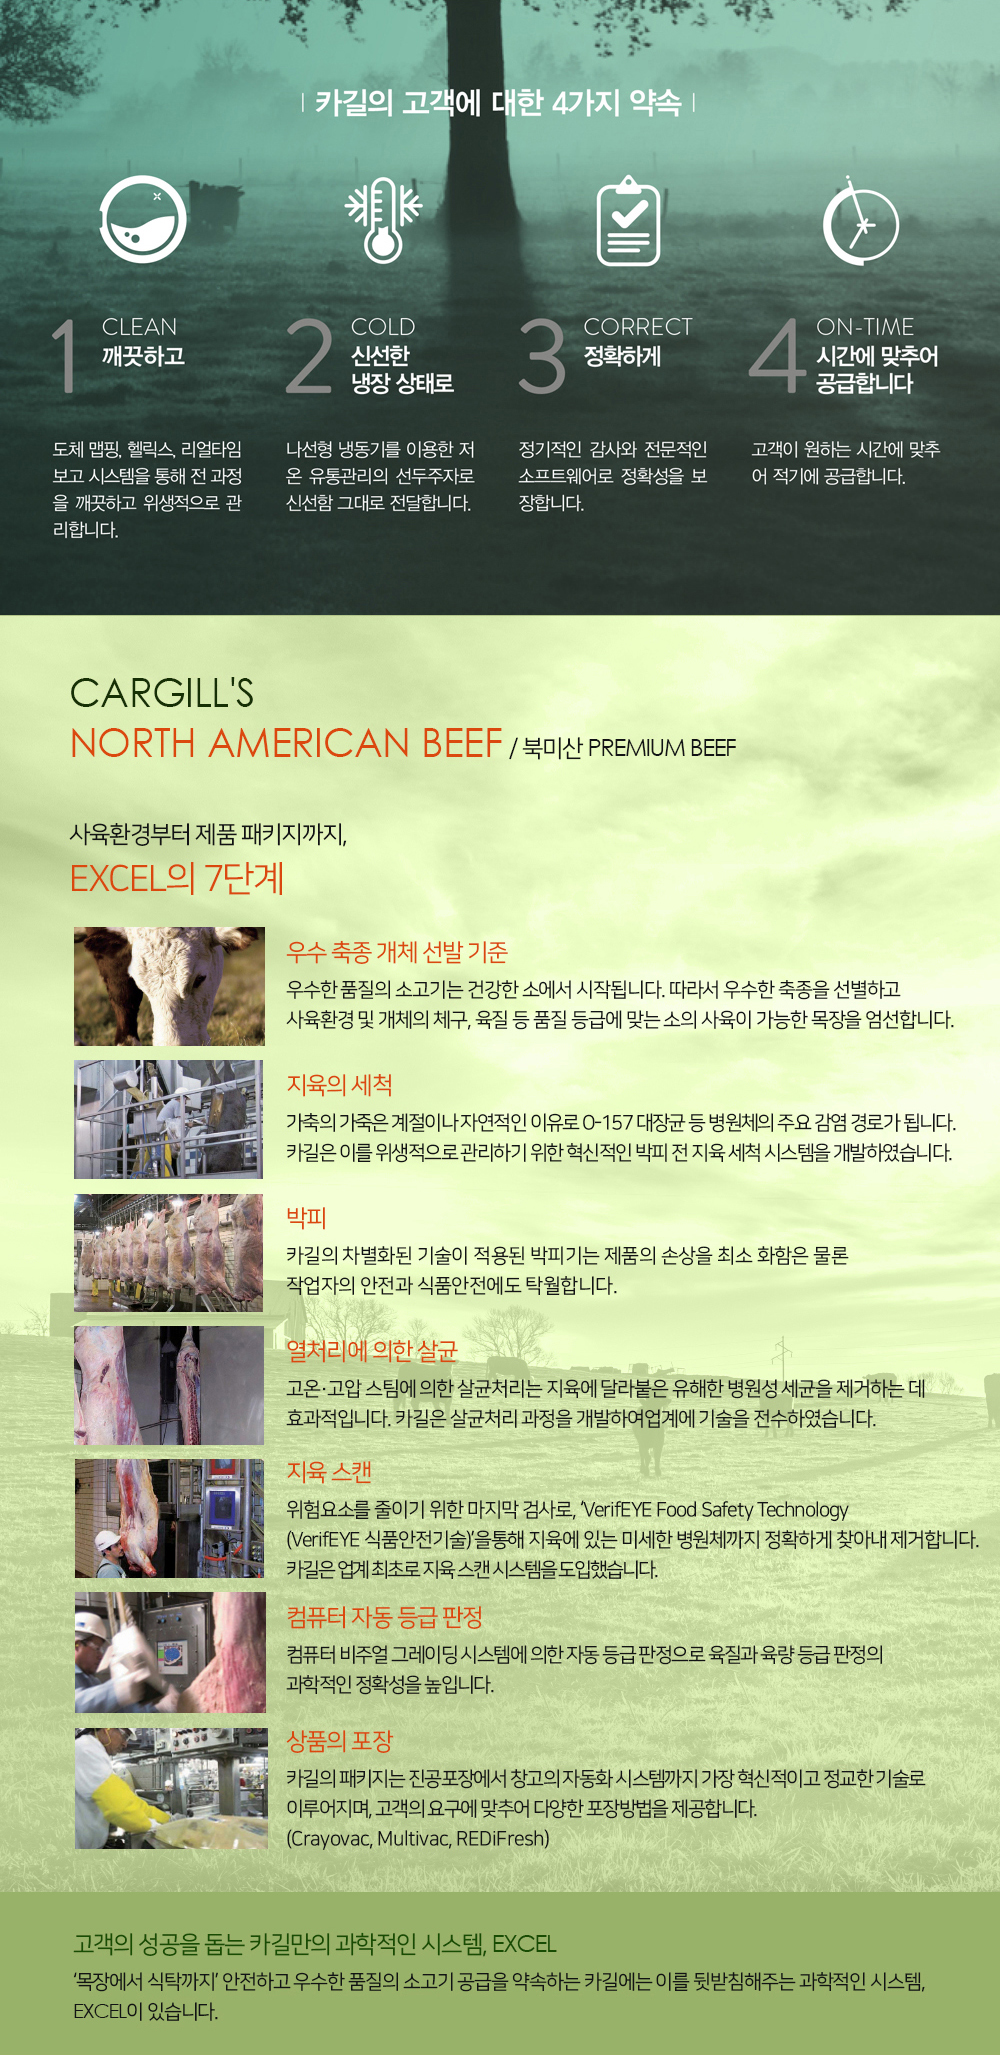 카길의 고객에 대한 4가지 약속
1 CLEAN
깨끗하고
도체 맵핑, 헬릭스, 리얼타임
보고 시스템을 통해 전 과정
을 깨끗하고 위생적으로 관
리합니다.
2 COLD
신선한
냉장 상태로
나선형 냉동기를 이용한 저
온 유통관리의 선두주자로
신선함 그대로 전달합니다.
3 CORRECT
정확하게
정기적인 감사와 전문적인
소프트웨어로 정확성을 보
장합니다.
4 ON-TIME
시간에 맞추어
공급합니다
고객이 원하는 시간에 맞추
어 적기에 공급합니다.
CARGILL'S
NORTH AMERICAN BEEF / 북미산 PREMIUM BEEF
사육환경부터 제품 패키지까지,
EXCEL의 7단계
우수 축종 개체 선발 기준
우수한 품질의 소고기는 건강한 소에서 시작됩니다. 따라서 우수한 축종을 선별하고
사육환경 및 개체의 체구, 육질 등 품질 등급에 맞는 소의 사육이 가능한 목장을 엄선합니다.
지육의 세척
가축의 가죽은 계절이나 자연적인 이유로 O-157 대장균 등 병원체의 주요 감염 경로가 됩니다.
카길은 이를 위생적으로 관리하기 위한 혁신적인 박피 전 지육 세척 시스템을 개발하였습니다.
박피
카길의 차별화된 기술이 적용된 박피기는 제품의 손상을 최소 화함은 물론
작업자의 안전과 식품안전에도 탁월합니다.
열처리에 의한 살균
고온·고압 스팀에 의한 살균처리는 지육에 달라붙은 유해한 병원성 세균을 제거하는 데
효과적입니다. 카길은 살균처리 과정을 개발하여업계에 기술을 전수하였습니다.
지육 스캔
위험요소를 줄이기 위한 마지막 검사로, ‘VerifEYE Food Safety Technology
(VerifEYE 식품안전기술)’을통해 지육에 있는 미세한 병원체까지 정확하게 찾아내 제거합니다.
카길은 업계 최초로 지육 스캔 시스템을 도입했습니다.
컴퓨터 자동 등급 판정
컴퓨터 비주얼 그레이딩 시스템에 의한 자동 등급 판정으로 육질과 육량 등급 판정의
과학적인 정확성을 높입니다.
상품의 포장
카길의 패키지는 진공포장에서 창고의 자동화 시스템까지 가장 혁신적이고 정교한 기술로
이루어지며, 고객의 요구에 맞추어 다양한 포장방법을 제공합니다.
(Crayovac, Multivac, REDiFresh)
고객의 성공을 돕는 카길만의 과학적인 시스템, EXCEL
‘목장에서 식탁까지’ 안전하고 우수한 품질의 소고기 공급을 약속하는 카길에는 이를 뒷받침해주는 과학적인 시스템,
EXCEL이 있습니다.